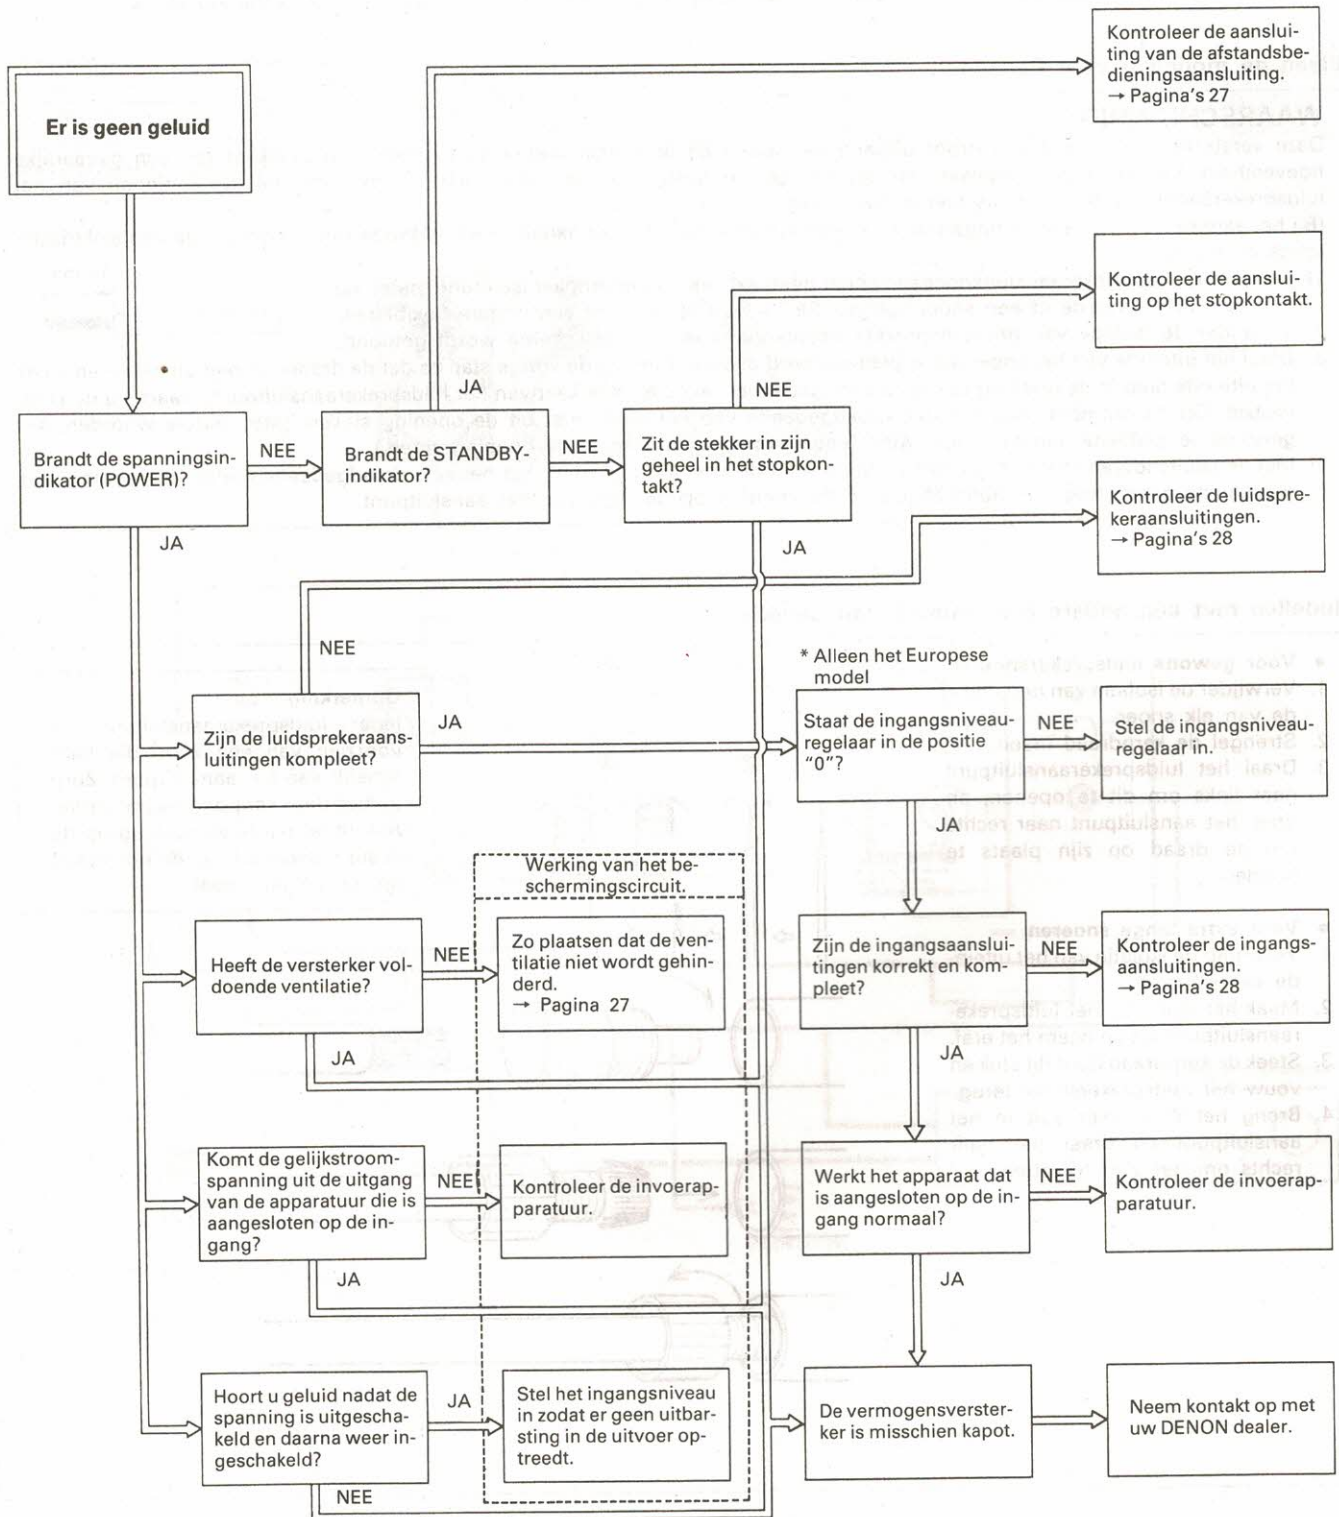 Kontroleer de aanslui-
ting van de afstandsbe-
dieningsaansluiting.
→ Pagina's 27
Er is geen geluid
Kontroleer de aanslui-
ting op het stopkontakt.
JA
NEE
Brandt de spanningsin-
dikator (POWER)?
NEE
Brandt de STANDBY-
indikator?
NEE
Zit de stekker in zijn
geheel in het stopkon-
takt?
Kontroleer de luidspre-
keraansluitingen.
→ Pagina's 28
JA
JA
NEE
* Alleen het Europese
model
Zijn de luidsprekeraans-
luitingen kompleet?
JA
Staat de ingangsniveau-
regelaar in de positie
“0”?
NEE
Stel de ingangsniveau-
regelaar in.
JA
Werking van het be-
schermingscircuit.
Heeft de versterker vol-
doende ventilatie?
NEE
Zo plaatsen dat de ven-
tilatie niet wordt gehin-
derd.
→ Pagina 27
Zijn de ingangsaanslui-
tingen korrekt en kom-
pleet?
NEE
Kontroleer de ingangs-
aansluitingen.
→ Pagina's 28
JA
JA
Komt de gelijkstroom-
spanning uit de uitgang
van de apparatuur die is
aangesloten op de in-
gang?
NEE
Kontroleer de invoerap-
paratuur.
Werkt het apparaat dat
is aangesloten op de in-
gang normaal?
NEE
Kontroleer de invoerap-
paratuur.
JA
JA
Hoort u geluid nadat de
spanning is uitgescha-
keld en daarna weer in-
geschakeld?
JA
Stel het ingangsniveau
in zodat er geen uitbar-
sting in de uitvoer op-
treedt.
De vermogensverster-
ker is misschien kapot.
Neem kontakt op met
uw DENON dealer.
NEE